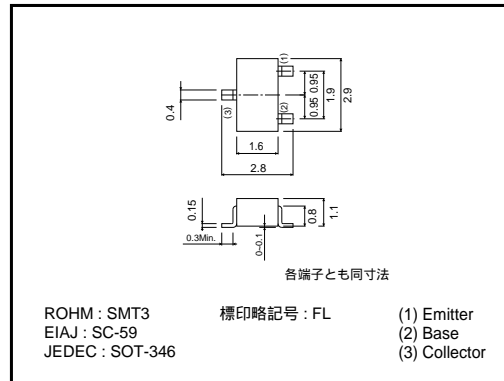 (1)
0.95
0.95
1.9
2.9
0.4
(3)
(2)
1.6
2.8
0.15
0.3Min.
0~0.1
0.8
1.1
各端子とも同寸法
ROHM : SMT3
EIAJ : SC-59
JEDEC : SOT-346
標印略記号 : FL
(1) Emitter
(2) Base
(3) Collector